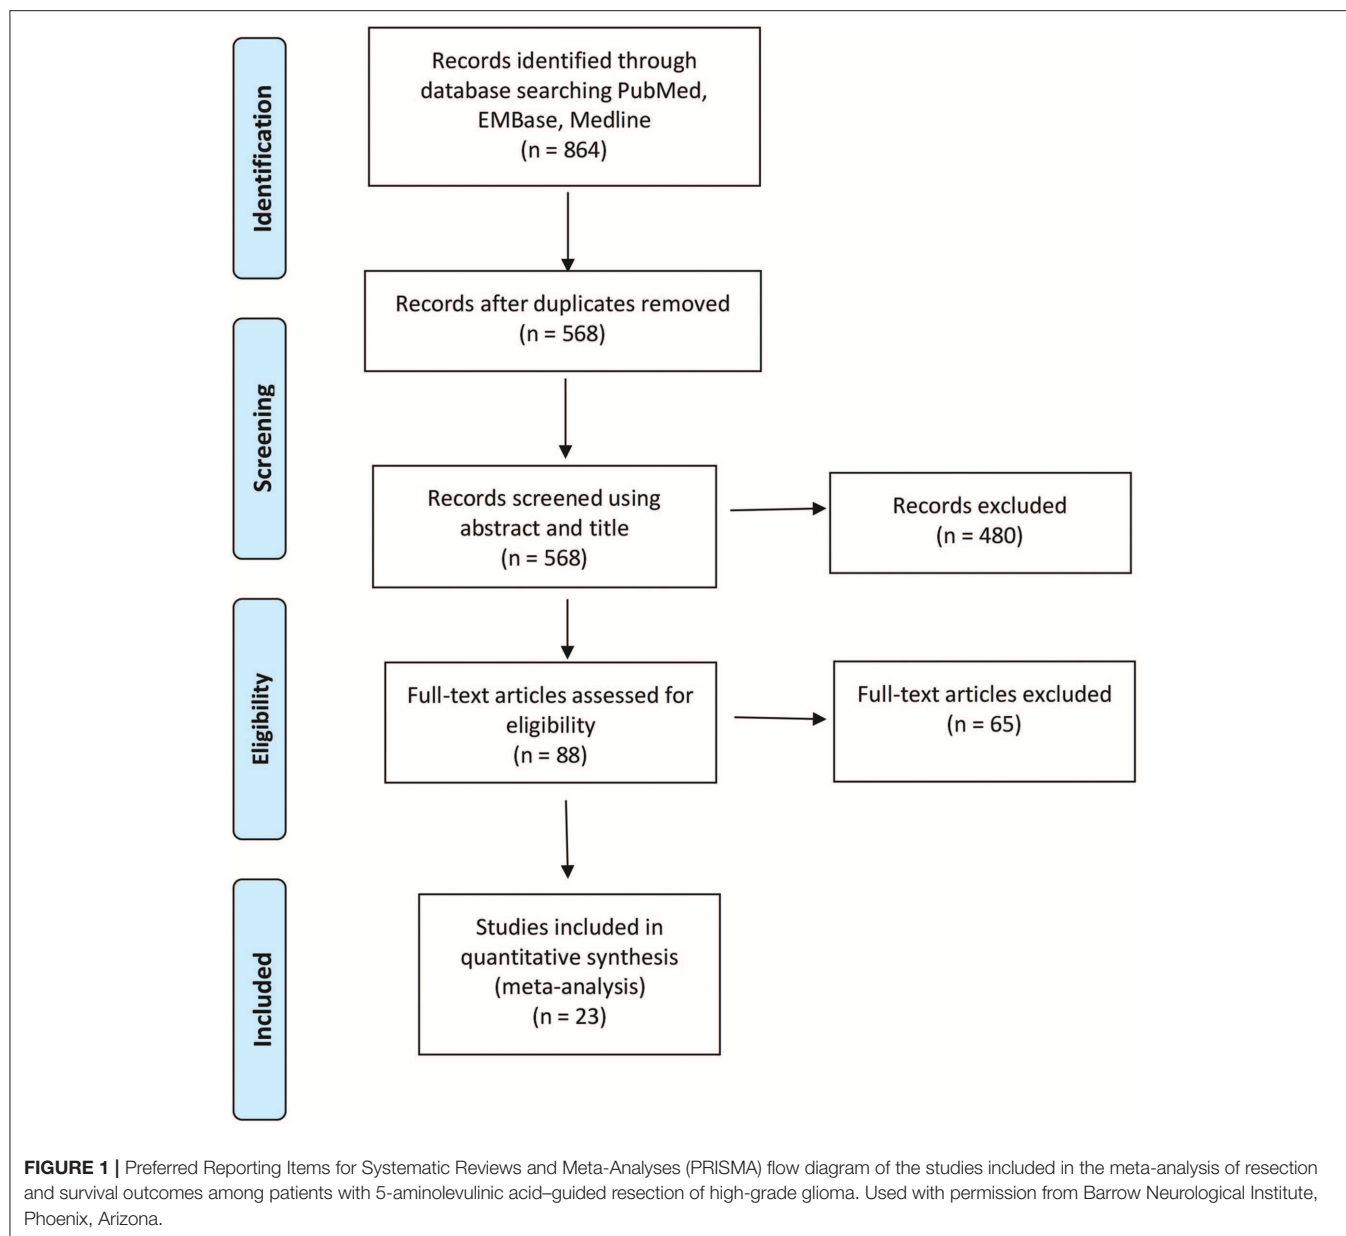 Identification
Records identified through
database searching PubMed,
EMBase, Medline
(n = 864)
Records after duplicates removed
(n = 568)
Screening
Records screened using
abstract and title
(n = 568)
Records excluded
(n = 480)
Eligibility
Full-text articles assessed for
eligibility
(n = 88)
Full-text articles excluded
(n = 65)
Included
Studies included in
quantitative synthesis
(meta-analysis)
(n = 23)
FIGURE 1 | Preferred Reporting Items for Systematic Reviews and Meta-Analyses (PRISMA) flow diagram of the studies included in the meta-analysis of resection
and survival outcomes among patients with 5-aminolevulinic acid–guided resection of high-grade glioma. Used with permission from Barrow Neurological Institute,
Phoenix, Arizona.